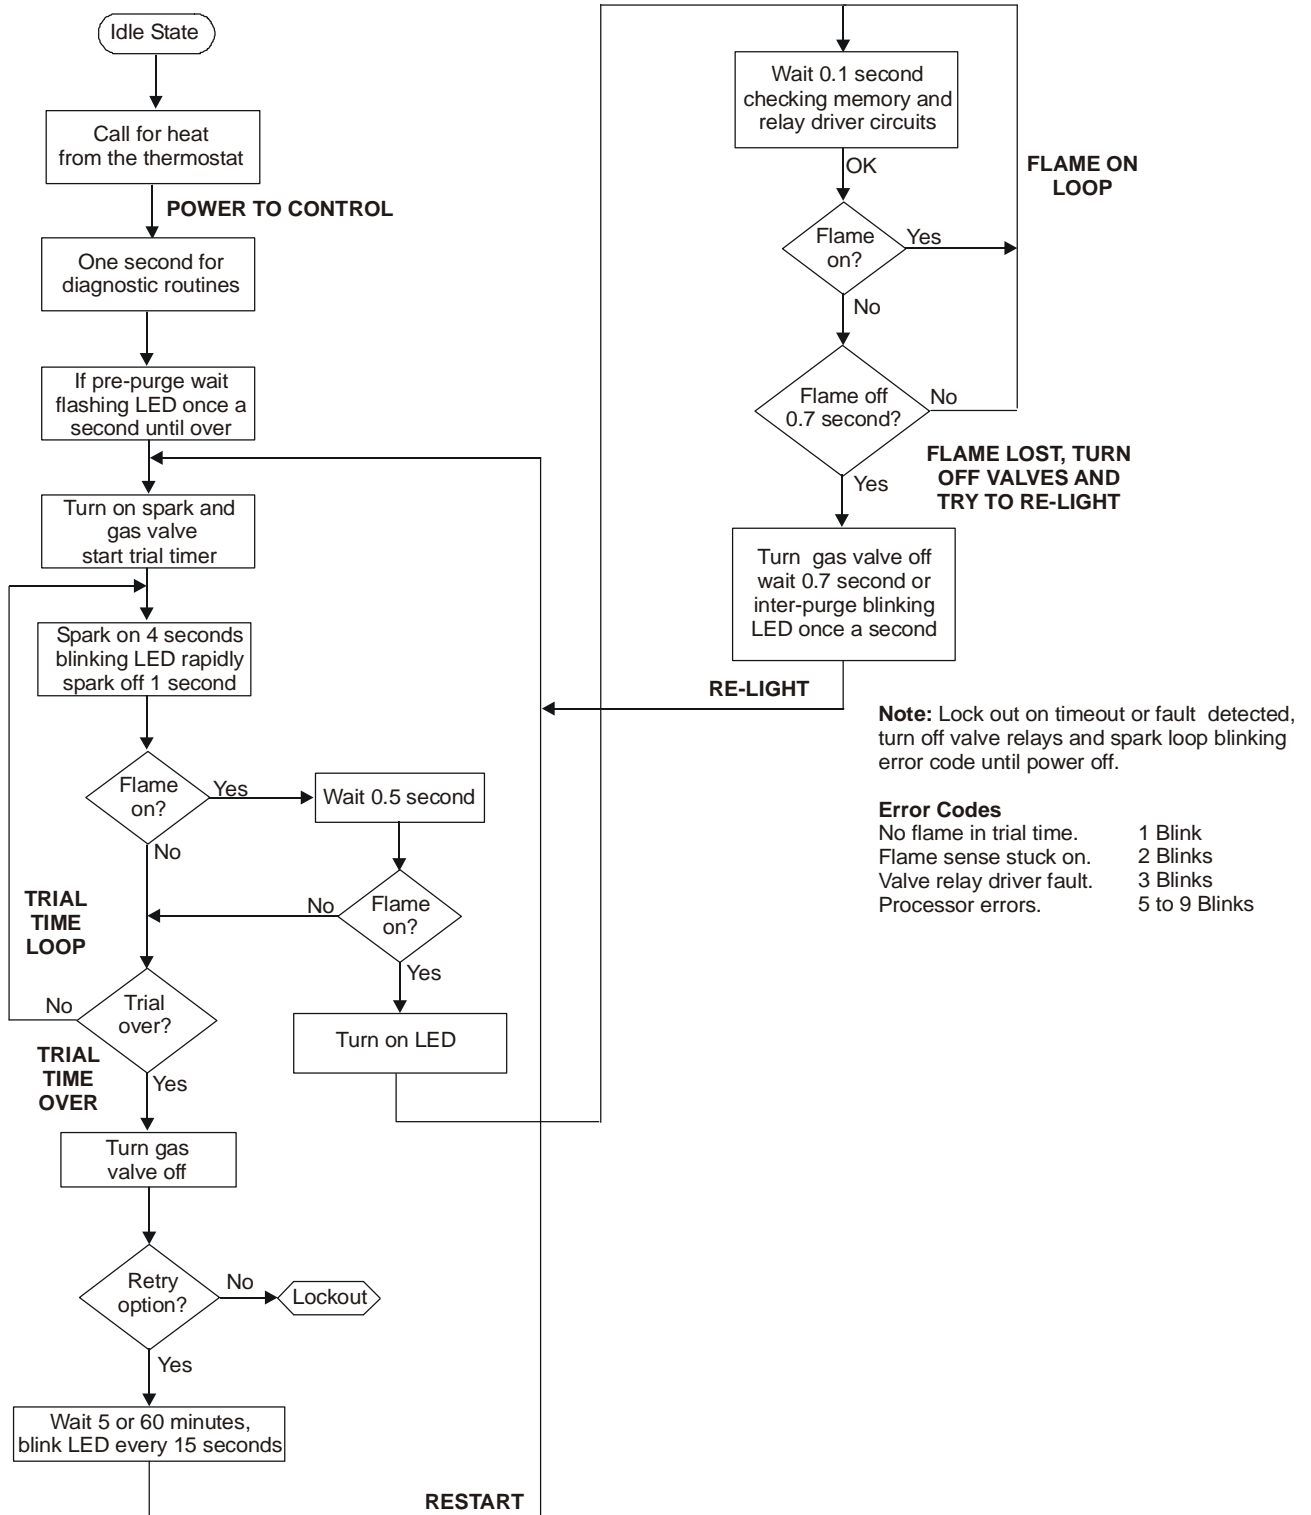 Idle State
Call for heat
from the thermostat
POWER TO CONTROL
One second for
diagnostic routines
If pre-purge wait
flashing LED once a
second until over
Turn on spark and
gas valve
start trial timer
Spark on 4 seconds
blinking LED rapidly
spark off 1 second
Flame
on?
Yes
No
Wait 0.5 second
Flame
on?
No
Yes
Turn on LED
TRIAL
TIME
LOOP
Trial
over?
No
Yes
TRIAL
TIME
OVER
Turn gas
valve off
Retry
option?
No
Lockout
Yes
Wait 5 or 60 minutes,
blink LED every 15 seconds
RESTART
Wait 0.1 second
checking memory and
relay driver circuits
OK
FLAME ON
LOOP
Flame
on?
Yes
No
Flame off
0.7 second?
No
Yes
FLAME LOST, TURN
OFF VALVES AND
TRY TO RE-LIGHT
Turn gas valve off
wait 0.7 second or
inter-purge blinking
LED once a second
RE-LIGHT
Note: Lock out on timeout or fault detected,
turn off valve relays and spark loop blinking
error code until power off.
Error Codes
No flame in trial time. 1 Blink
Flame sense stuck on. 2 Blinks
Valve relay driver fault. 3 Blinks
Processor errors. 5 to 9 Blinks